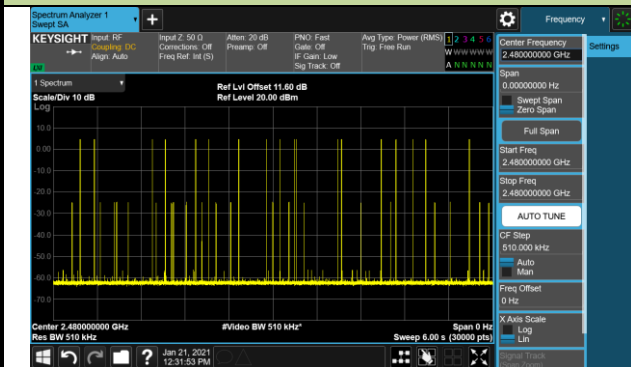 Spectrum Analyzer 1
Swept SA
Frequency
KEYSIGHT
Input: RF
Coupling: DC
Align: Auto
Input Z: 50 Ω
Corrections: Off
Freq Ref: Int (S)
Atten: 20 dB
Preamp: Off
PNO: Fast
Gate: Off
IF Gain: Low
Sig Track: Off
Avg Type: Power (RMS)
Trig: Free Run
1 2 3 4 5 6
W W W W W W
A N N N N N
Center Frequency
2.480000000 GHz
Settings
Span
0.00000000 Hz
Swept Span
Zero Span
Full Span
Start Freq
2.480000000 GHz
Stop Freq
2.480000000 GHz
AUTO TUNE
CF Step
510.000 kHz
Auto
Man
Freq Offset
0 Hz
X Axis Scale
Log
Lin
Signal Track
(Span Zoom)
1 Spectrum
Scale/Div 10 dB
Log
Ref Lvl Offset 11.60 dB
Ref Level 20.00 dBm
10.0
0.00
-10.0
-20.0
-30.0
-40.0
-50.0
-60.0
-70.0
Center 2.480000000 GHz
Res BW 510 kHz
#Video BW 510 kHz*
Span 0 Hz
Sweep 6.00 s (30000 pts)
?
Jan 21, 2021
12:31:53 PM